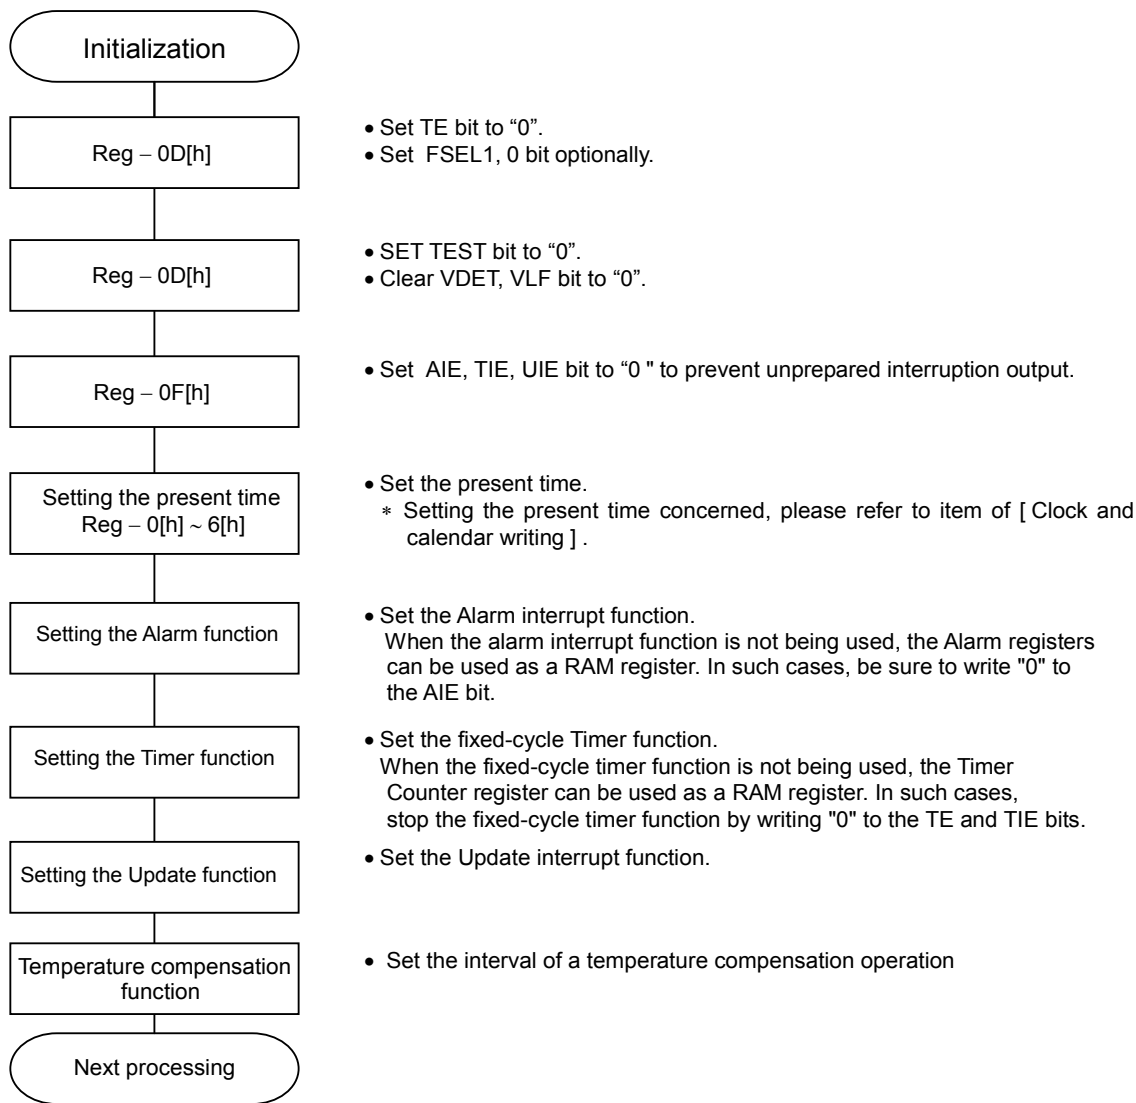 Initialization
Reg – 0D[h]
• Set TE bit to “0”.
• Set FSEL1, 0 bit optionally.
Reg – 0D[h]
• SET TEST bit to “0”.
• Clear VDET, VLF bit to “0”.
Reg – 0F[h]
• Set AIE, TIE, UIE bit to “0 " to prevent unprepared interruption output.
Setting the present time
Reg – 0[h] ~ 6[h]
• Set the present time.
* Setting the present time concerned, please refer to item of [ Clock and
calendar writing ] .
Setting the Alarm function
• Set the Alarm interrupt function.
When the alarm interrupt function is not being used, the Alarm registers
can be used as a RAM register. In such cases, be sure to write "0" to
the AIE bit.
Setting the Timer function
• Set the fixed-cycle Timer function.
When the fixed-cycle timer function is not being used, the Timer
Counter register can be used as a RAM register. In such cases,
stop the fixed-cycle timer function by writing "0" to the TE and TIE bits.
Setting the Update function
• Set the Update interrupt function.
Temperature compensation
function
• Set the interval of a temperature compensation operation
Next processing